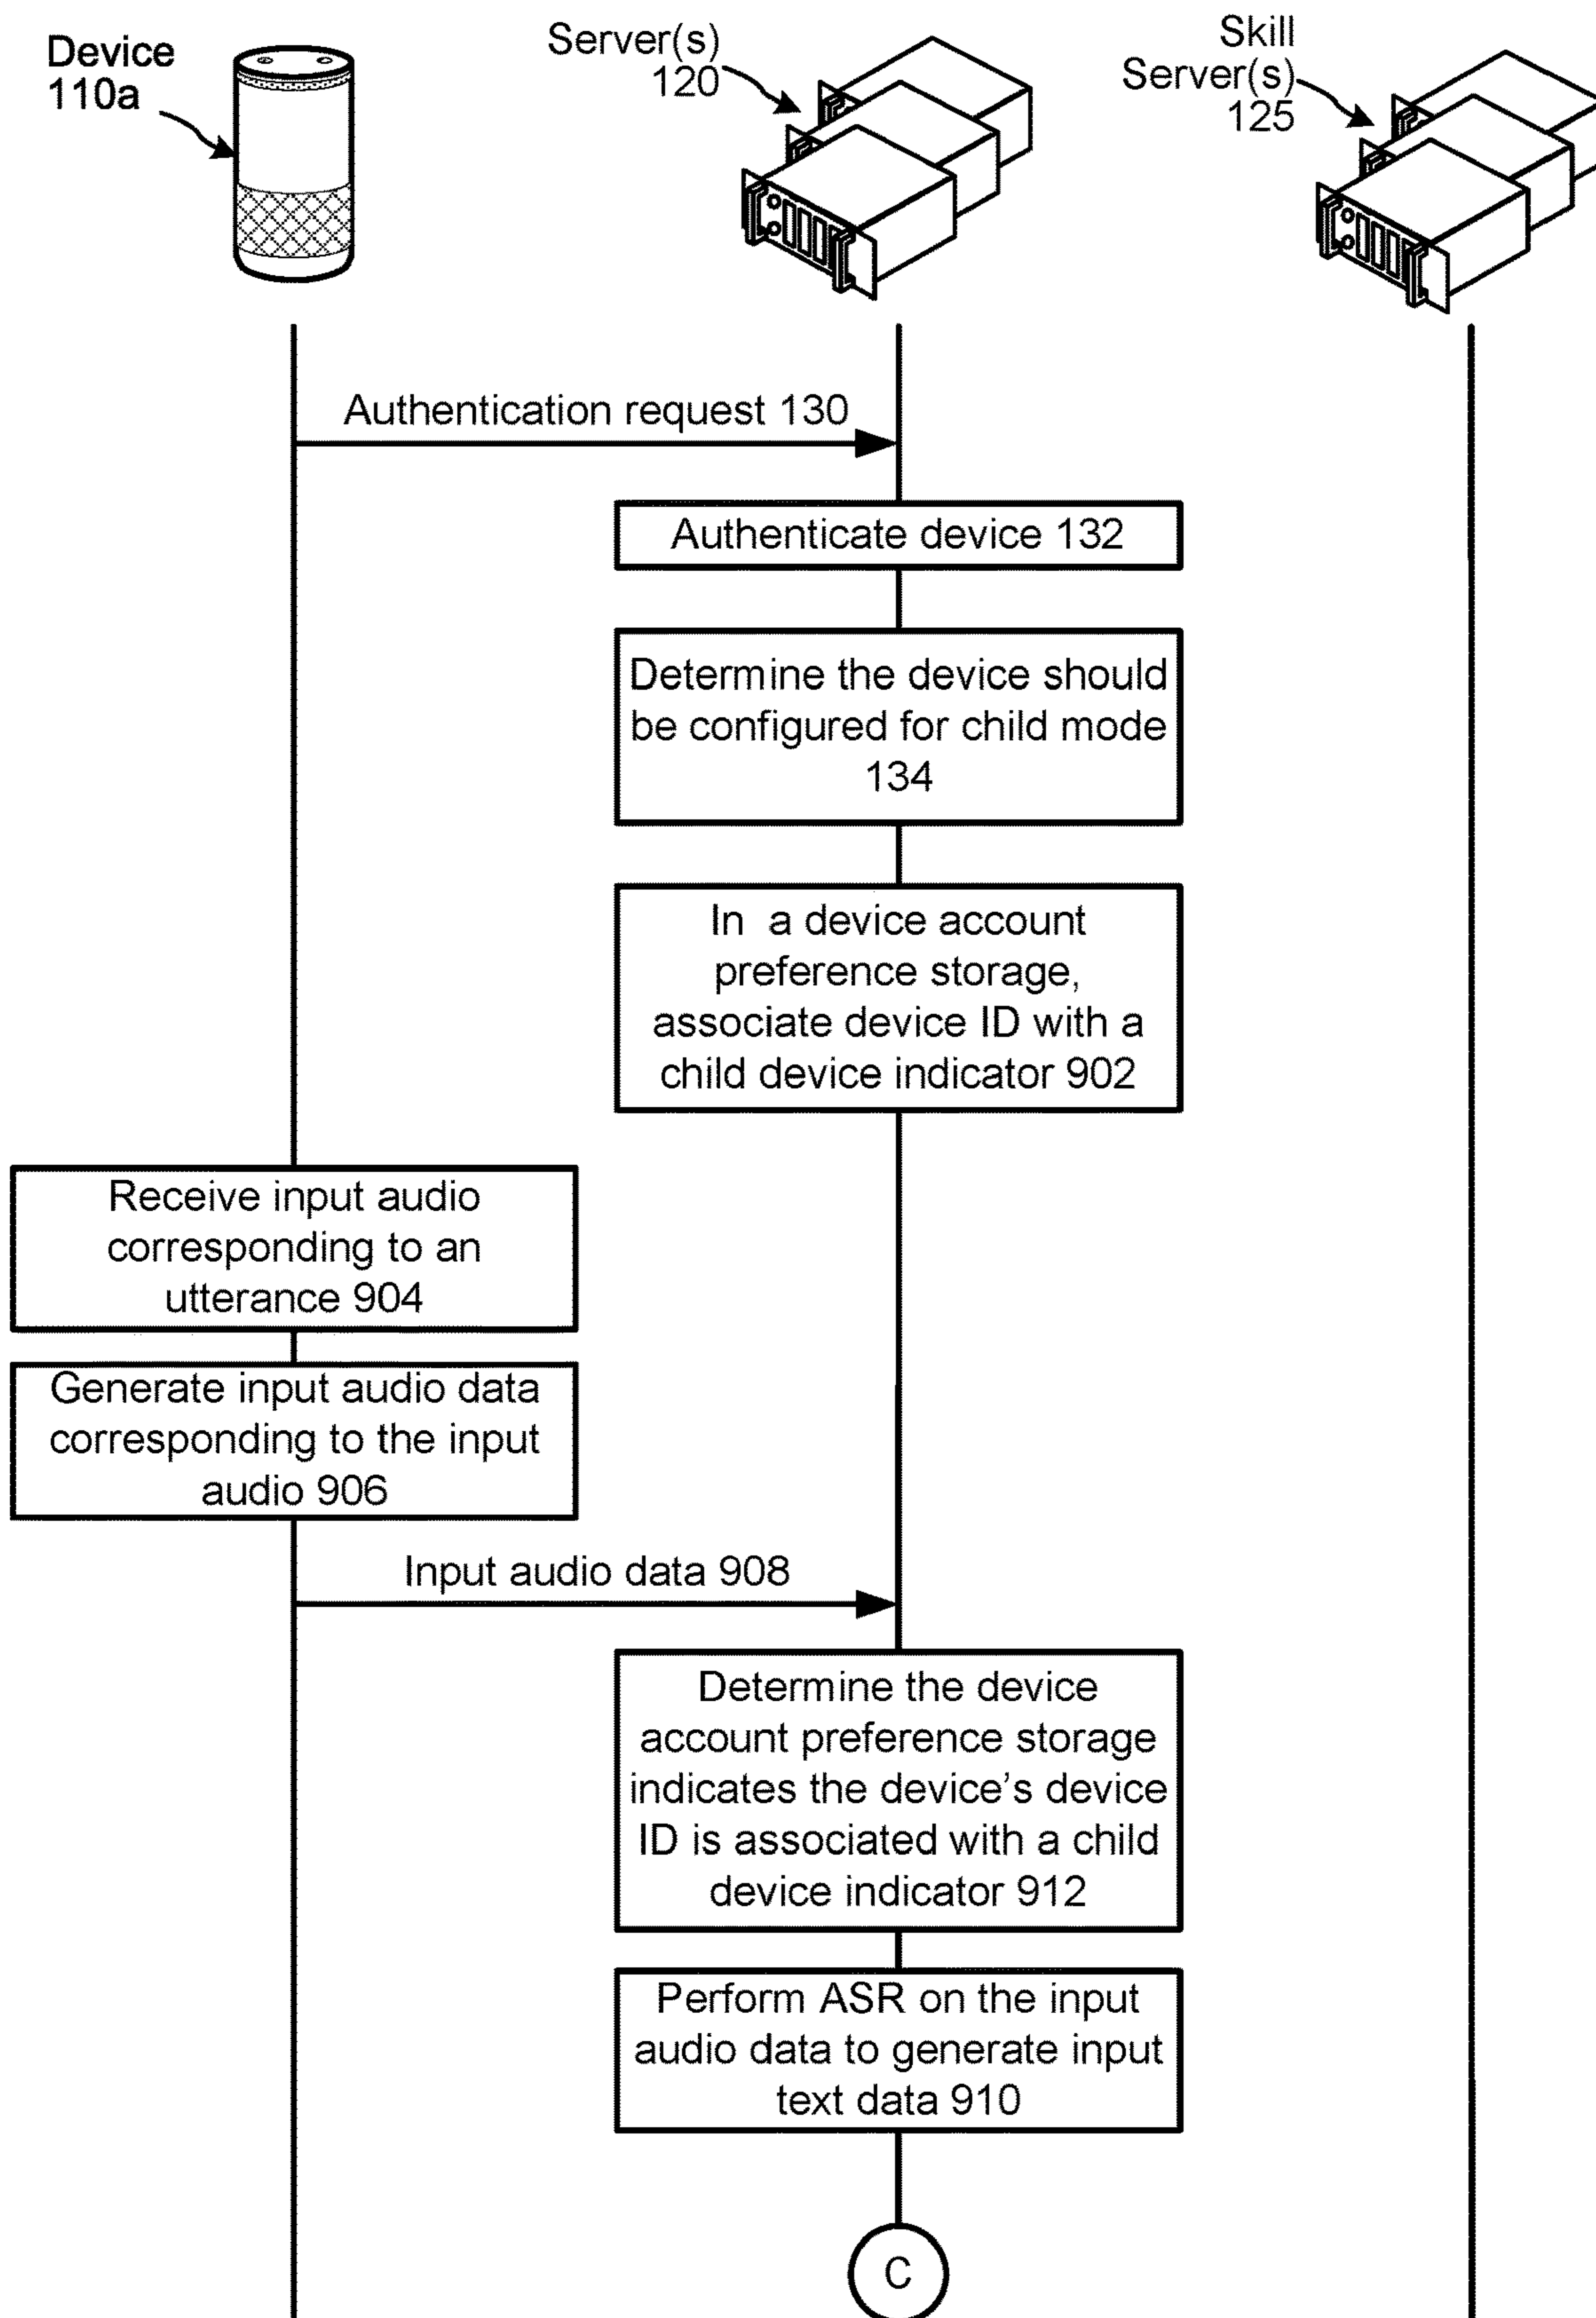 Device
110a
Server(s)
120
Skill
Server(s)
125
Authentication request 130
Authenticate device 132
Determine the device should
be configured for child mode
134
In a device account
preference storage,
associate device ID with a
child device indicator 902
Receive input audio
corresponding to an
utterance 904
Generate input audio data
corresponding to the input
audio 906
Input audio data 908
Determine the device
account preference storage
indicates the device's device
ID is associated with a child
device indicator 912
Perform ASR on the input
audio data to generate input
text data 910
C